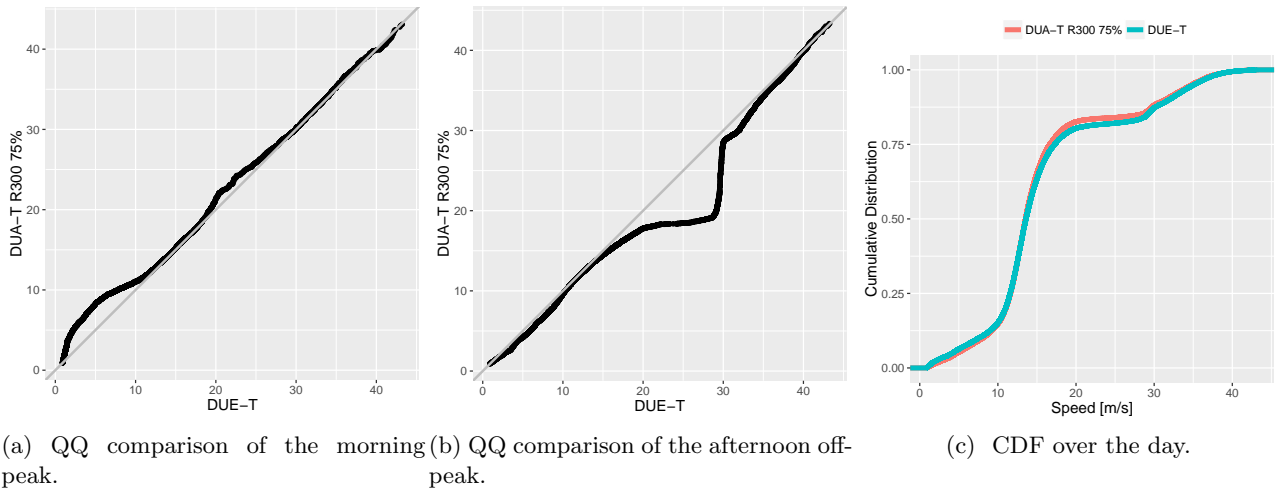 40
30
20
10
0
DUA−T R300 75%
0 10 20 30 40
DUE−T
40
30
20
10
0
DUA−T R300 75%
0 10 20 30 40
DUE−T
DUA−T R300 75% DUE−T
1.00
0.75
0.50
0.25
0.00
Cumulative Distribution
0 10 20 30 40
Speed [m/s]
(a) QQ comparison of the morning
peak.
(b) QQ comparison of the afternoon off-
peak.
(c) CDF over the day.